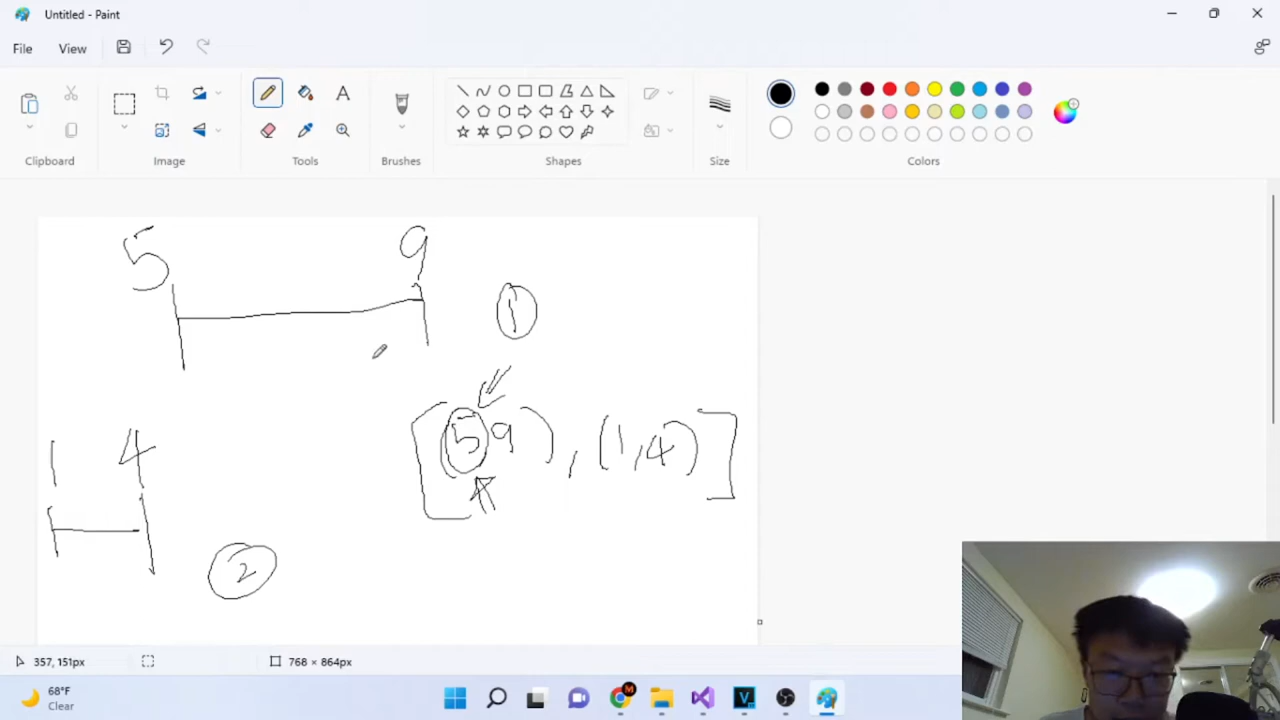 Untitled - Paint
File View
Clipboard Image Tools Brushes Shapes Size Colors
5 9
1
[(5 9), (1,4)]
1 4
2
357, 151px 768 × 864px
68°F
Clear